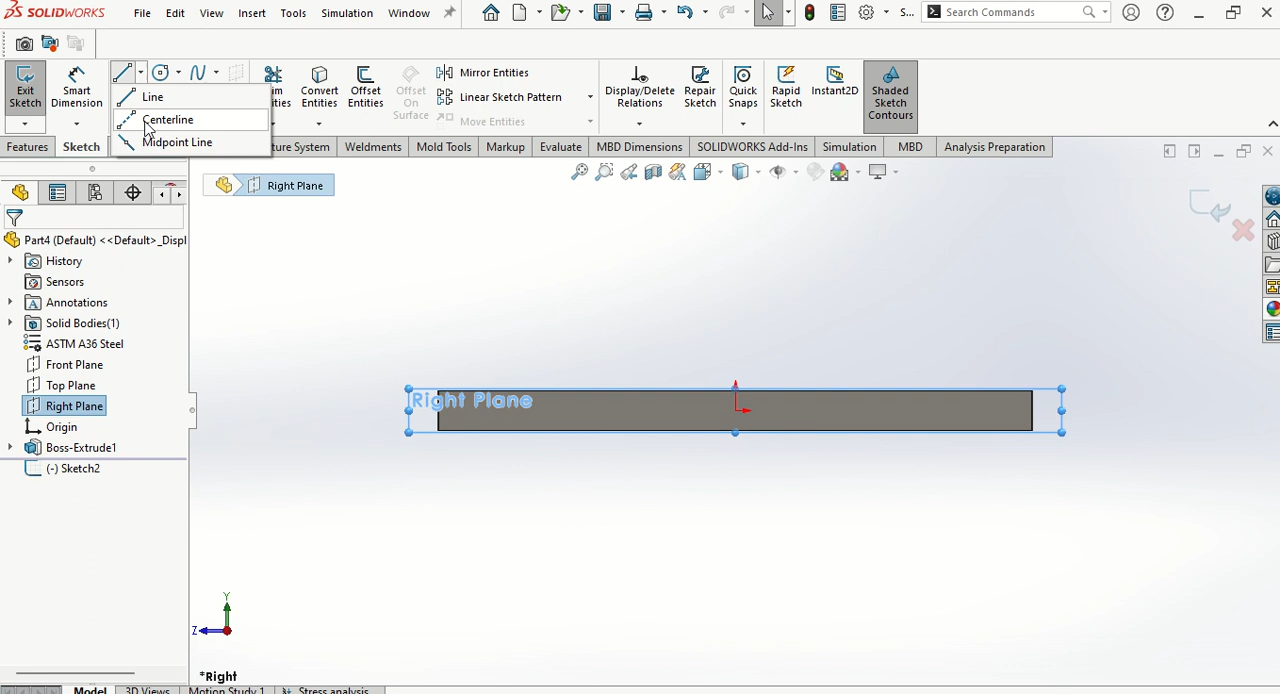 SOLIDWORKS
File Edit View Insert Tools Simulation Window
S...
Search Commands
Exit Sketch
Smart Dimension
Line
Centerline
Midpoint Line
Convert Entities
Offset Entities
Offset On Surface
Mirror Entities
Linear Sketch Pattern
Move Entities
Display/Delete Relations
Repair Sketch
Quick Snaps
Rapid Sketch
Instant2D
Shaded Sketch Contours
Features Sketch
Weldments Mold Tools Markup Evaluate MBD Dimensions SOLIDWORKS Add-Ins Simulation MBD Analysis Preparation
Right Plane
Part4 (Default) <<Default>_Displ
History
Sensors
Annotations
Solid Bodies(1)
ASTM A36 Steel
Front Plane
Top Plane
Right Plane
Origin
Boss-Extrude1
(-) Sketch2
Right Plane
Y
Z
*Right
Model 3D Views Motion Study 1 Stress analysis